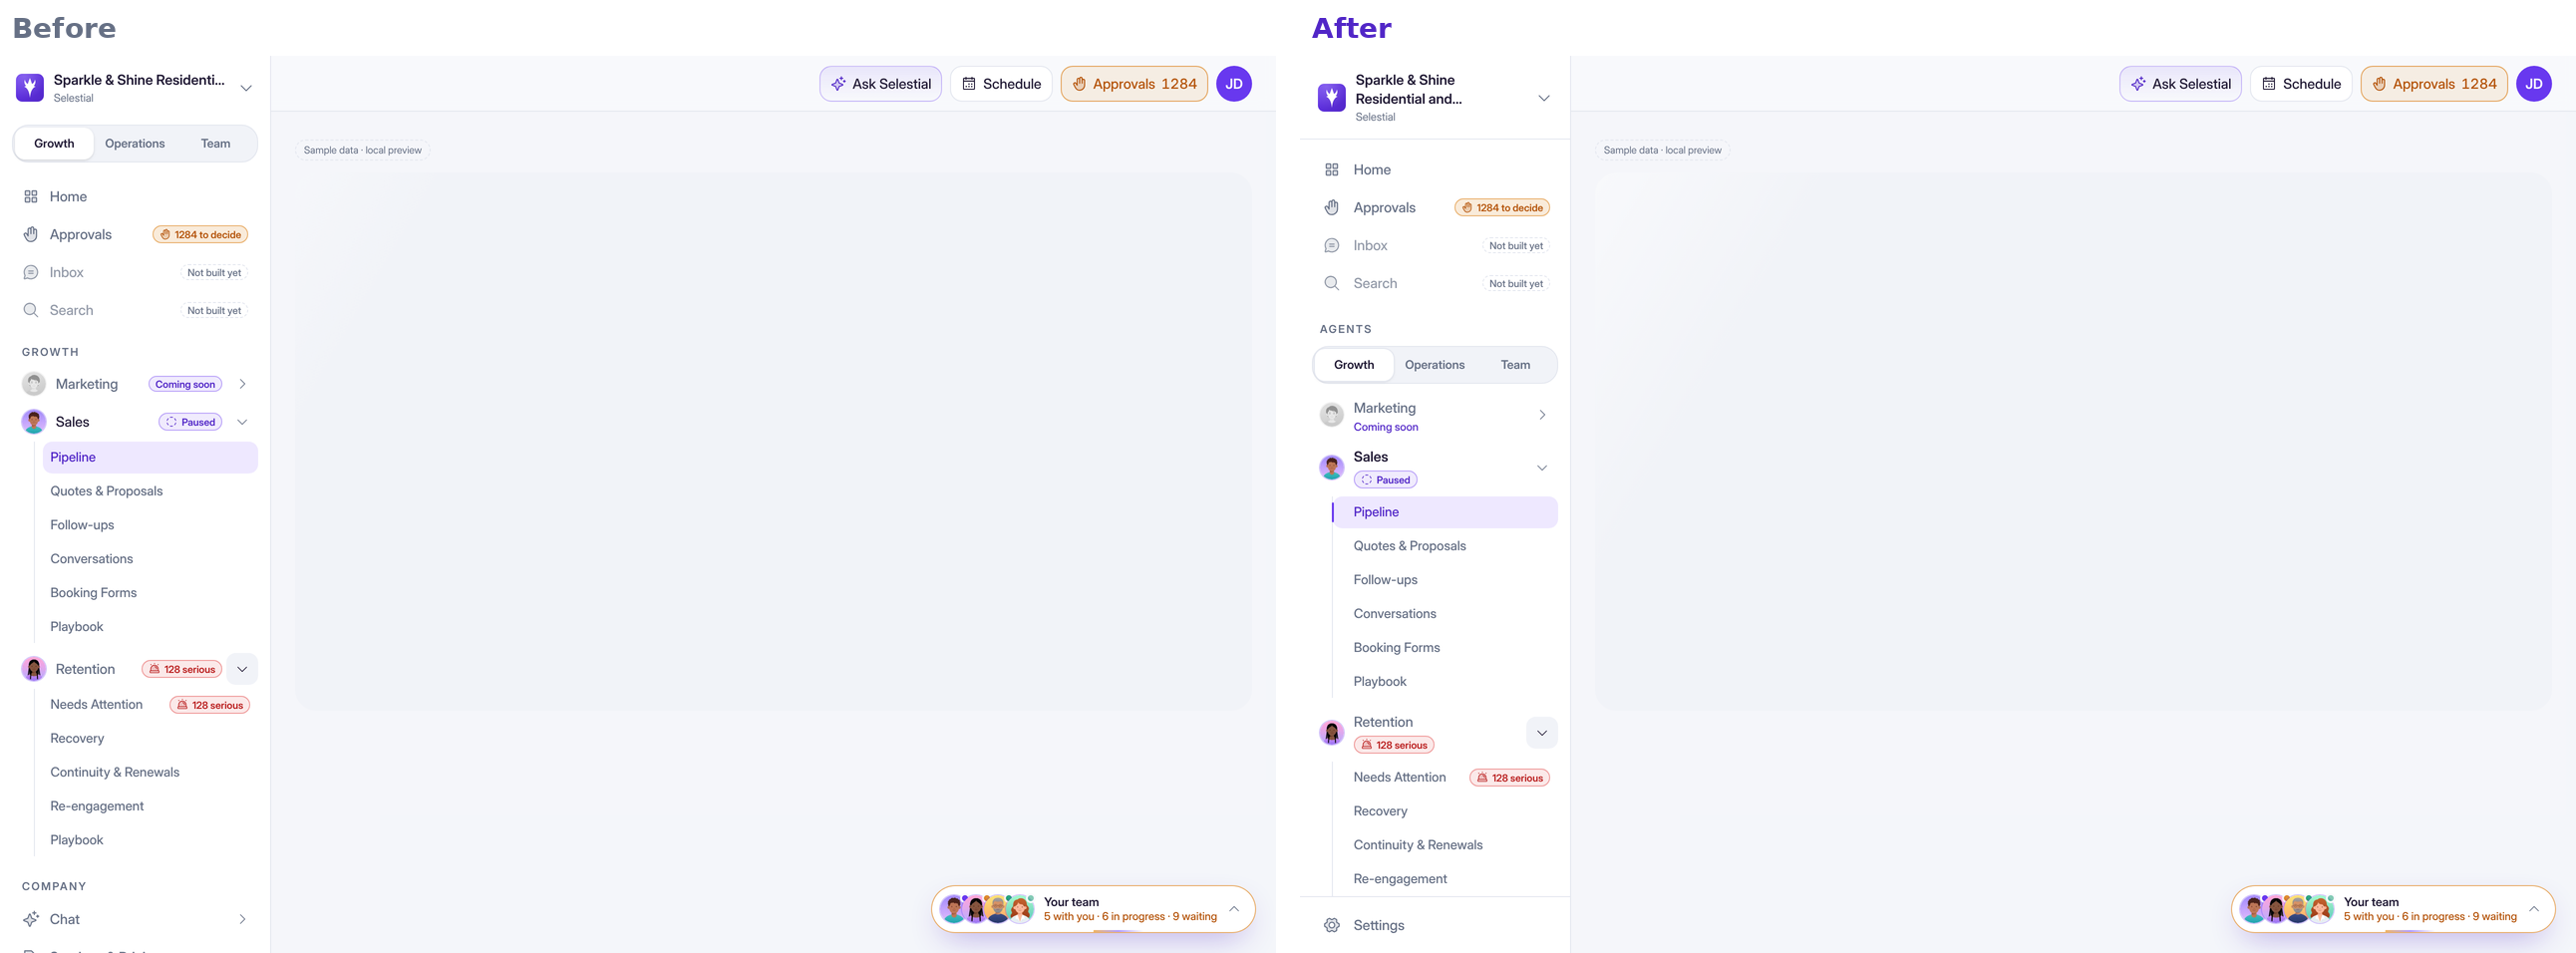 Before
Sparkle & Shine Residenti...
Selestial
Growth
Operations
Team
Home
Approvals
1284 to decide
Inbox
Not built yet
Search
Not built yet
GROWTH
Marketing
Coming soon
Sales
Paused
Pipeline
Quotes & Proposals
Follow-ups
Conversations
Booking Forms
Playbook
Retention
128 serious
Needs Attention
128 serious
Recovery
Continuity & Renewals
Re-engagement
Playbook
COMPANY
Chat
Ask Selestial
Schedule
Approvals 1284
JD
Sample data · local preview
Your team
5 with you · 6 in progress · 9 waiting
After
Sparkle & Shine
Residential and...
Selestial
Home
Approvals
1284 to decide
Inbox
Not built yet
Search
Not built yet
AGENTS
Growth
Operations
Team
Marketing
Coming soon
Sales
Paused
Pipeline
Quotes & Proposals
Follow-ups
Conversations
Booking Forms
Playbook
Retention
128 serious
Needs Attention
128 serious
Recovery
Continuity & Renewals
Re-engagement
Settings
Ask Selestial
Schedule
Approvals 1284
JD
Sample data · local preview
Your team
5 with you · 6 in progress · 9 waiting